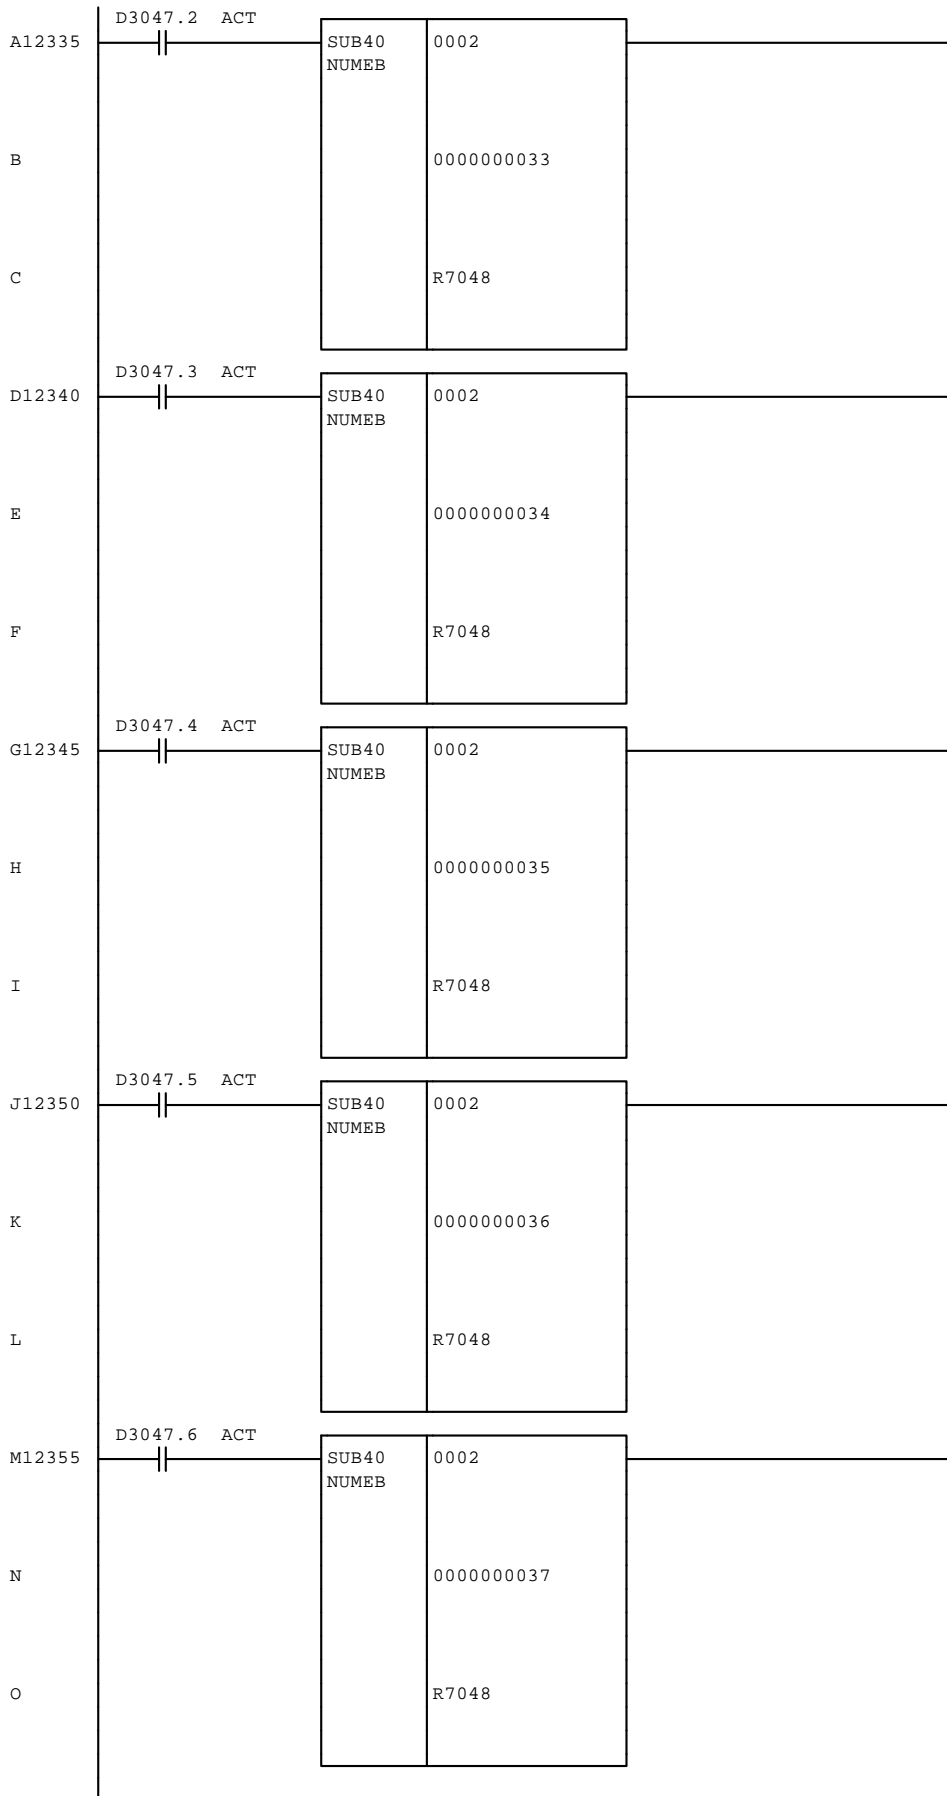 D3047.2 ACT
A12335 SUB40 0002
NUMEB
B 0000000033
C R7048
D3047.3 ACT
D12340 SUB40 0002
NUMEB
E 0000000034
F R7048
D3047.4 ACT
G12345 SUB40 0002
NUMEB
H 0000000035
I R7048
D3047.5 ACT
J12350 SUB40 0002
NUMEB
K 0000000036
L R7048
D3047.6 ACT
M12355 SUB40 0002
NUMEB
N 0000000037
O R7048